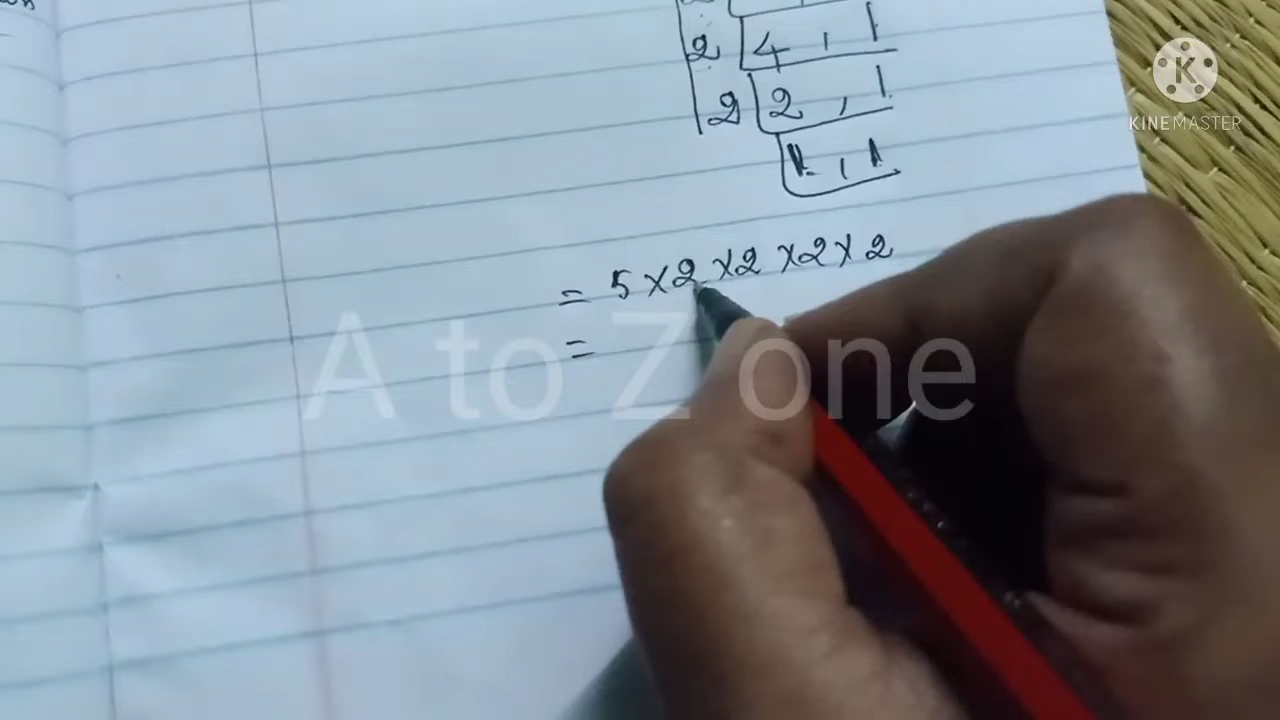 2 4 , 1
2 2 , 1
1 , 1
= 5 × 2 × 2 × 2 × 2
=
K
KINEMASTER
A to Z one